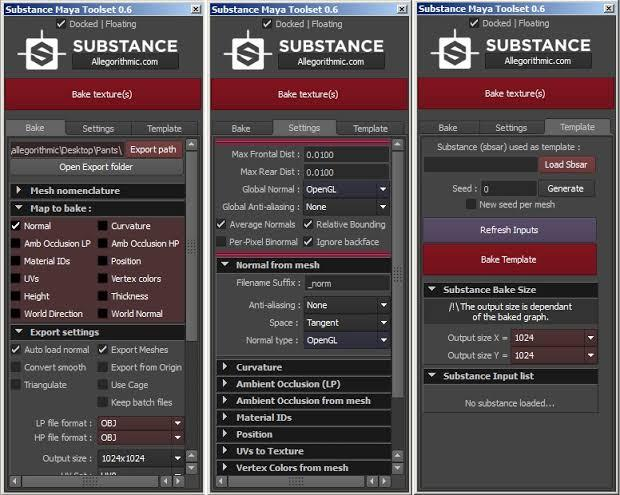 Substance Maya Toolset 0.6
Docked | Floating
SUBSTANCE
Allegorithmic.com
Bake texture(s)
Bake Settings Template
allegorithmic\Desktop\Pants\ Export path
Open Export folder
Mesh nomenclature
Map to bake :
Normal Curvature
Amb Occlusion LP Amb Occlusion HP
Material IDs Position
UVs Vertex colors
Height Thickness
World Direction World Normal
Export settings
Auto load normal Export Meshes
Convert smooth Export from Origin
Triangulate Use Cage
Keep batch files
LP file format : OBJ
HP file format : OBJ
Output size : 1024x1024
Substance Maya Toolset 0.6
Docked | Floating
SUBSTANCE
Allegorithmic.com
Bake texture(s)
Bake Settings Template
Max Frontal Dist : 0.0100
Max Rear Dist : 0.0100
Global Normal : OpenGL
Global Anti-aliasing : None
Average Normals Relative Bounding
Per-Pixel Binormal Ignore backface
Normal from mesh
Filename Suffix : _norm
Anti-aliasing : None
Space : Tangent
Normal type : OpenGL
Curvature
Ambient Occlusion (LP)
Ambient Occlusion from mesh
Material IDs
Position
UVs to Texture
Vertex Colors from mesh
Substance Maya Toolset 0.6
Docked | Floating
SUBSTANCE
Allegorithmic.com
Bake texture(s)
Bake Settings Template
Substance (sbsar) used as template :
Load Sbsar
Seed : 0 Generate
New seed per mesh
Refresh Inputs
Bake Template
Substance Bake Size
/!\ The output size is dependant
of the baked graph.
Output size X = 1024
Output size Y = 1024
Substance Input list
No substance loaded...